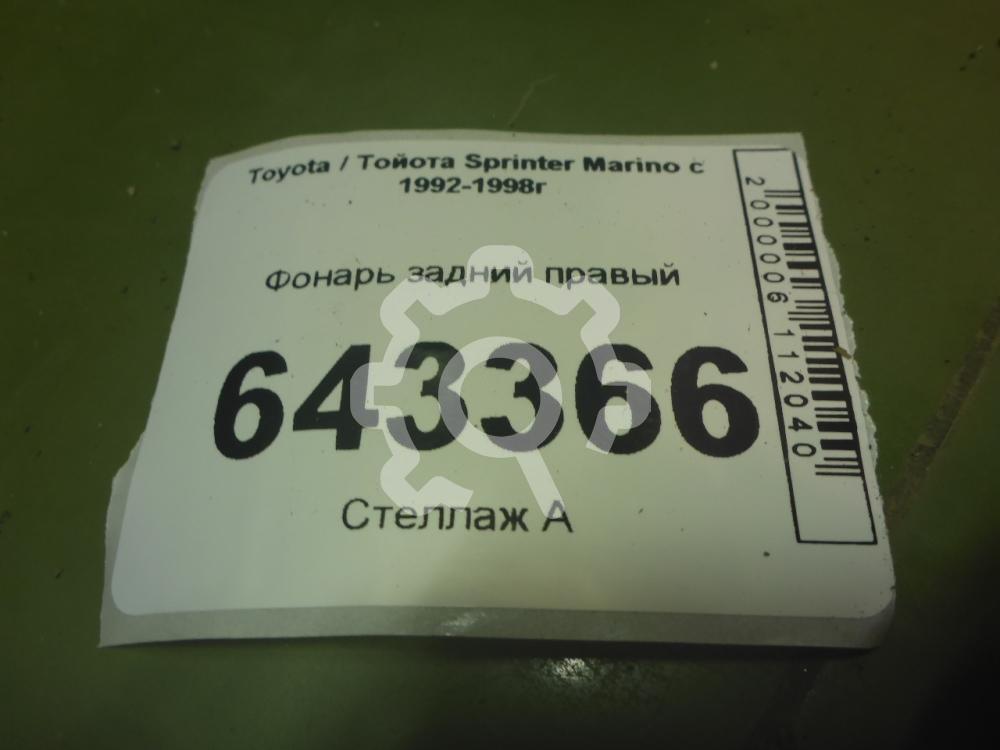 Toyota / Тойота Sprinter Marino с
1992-1998г
Фонарь задний правый
643366
Стеллаж А
2000006112040